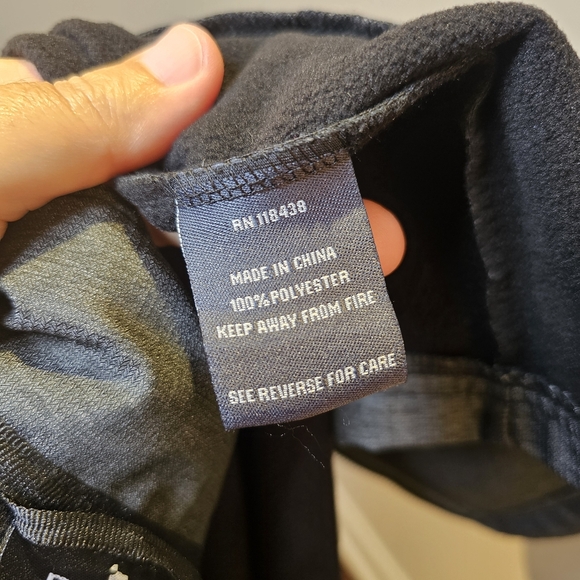 RN 118438
MADE IN CHINA
100% POLYESTER
KEEP AWAY FROM FIRE
SEE REVERSE FOR CARE